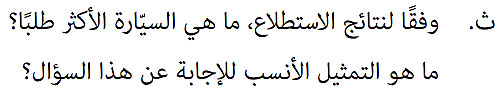 ث. وفقًا لنتائج الاستطلاع، ما هي السيّارة الأكثر طلبًا؟
ما هو التمثيل الأنسب للإجابة عن هذا السؤال؟